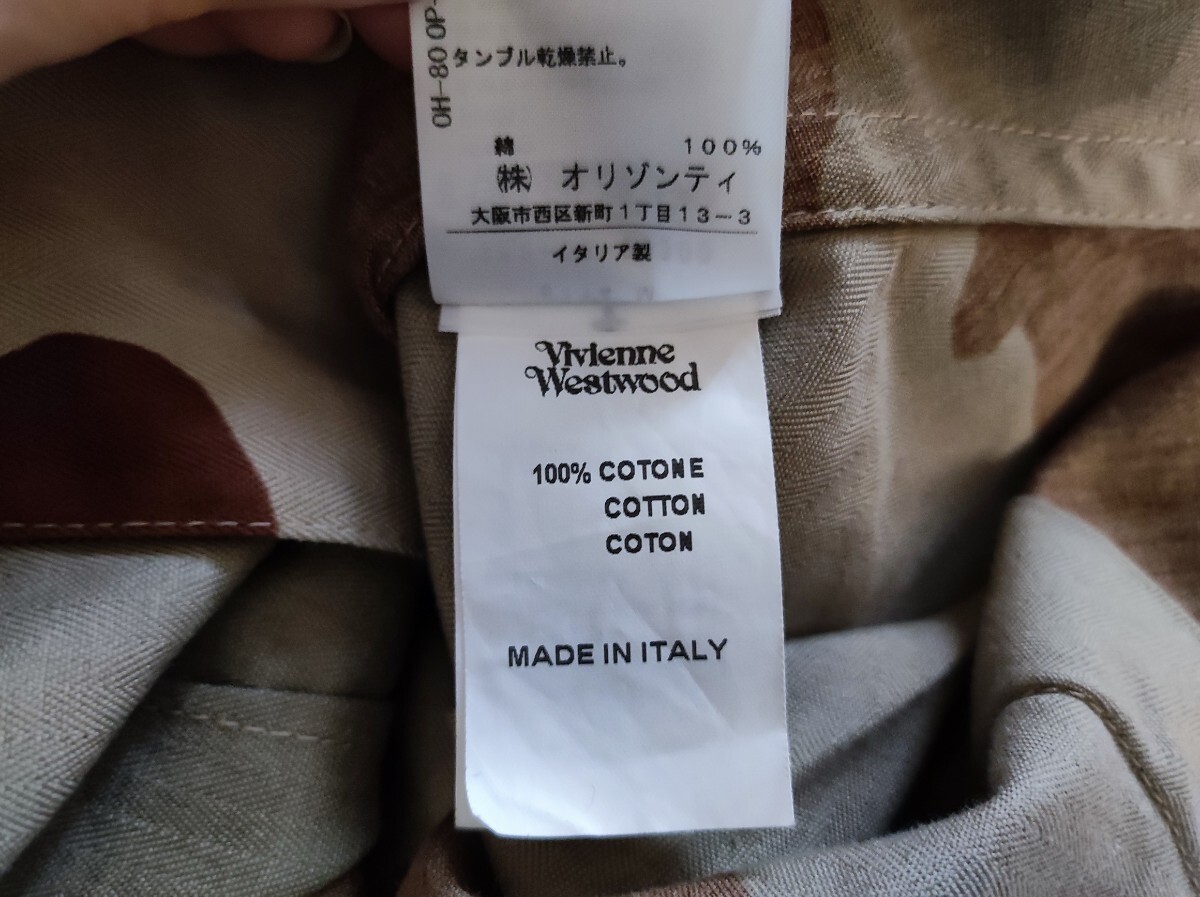 OH-80 OP-
タンブル乾燥禁止。
綿 100%
㈱ オリゾンティ
大阪市西区新町1丁目13-3
イタリア製
Vivienne
Westwood
100% COTONE
COTTON
COTON
MADE IN ITALY